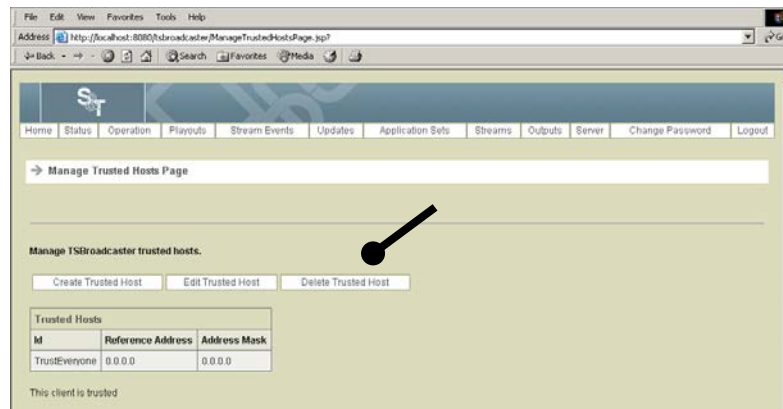 File Edit View Favorites Tools Help
Address http://localhost:8080/tsbroadcaster/ManageTrustedHostsPage.jsp?
Back Search Favorites Media
S T
Home Status Operation Playouts Stream Events Updates Application Sets Streams Outputs Server Change Password Logout
Manage Trusted Hosts Page
Manage TSBroadcaster trusted hosts.
Create Trusted Host Edit Trusted Host Delete Trusted Host
Trusted Hosts
Id Reference Address Address Mask
TrustEveryone 0.0.0.0 0.0.0.0
This client is trusted